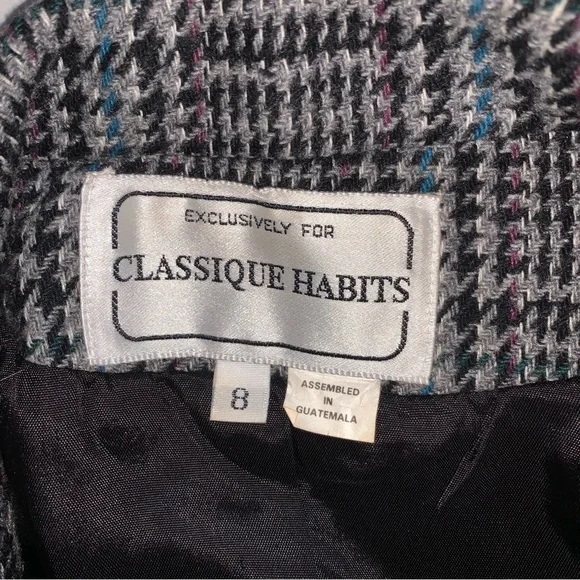 EXCLUSIVELY FOR
CLASSIQUE HABITS
8
ASSEMBLED
IN
GUATEMALA